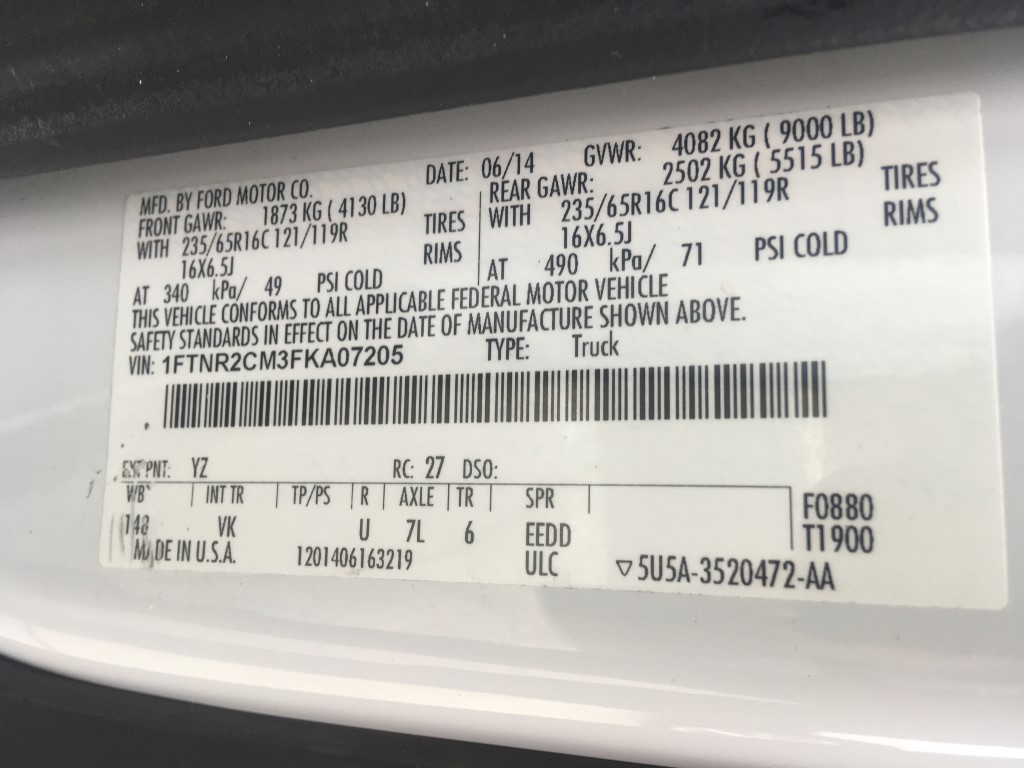 MFD. BY FORD MOTOR CO. DATE: 06/14 GVWR: 4082 KG ( 9000 LB)
FRONT GAWR: 1873 KG ( 4130 LB) REAR GAWR: 2502 KG ( 5515 LB)
WITH 235/65R16C 121/119R TIRES WITH 235/65R16C 121/119R TIRES
16X6.5J RIMS 16X6.5J RIMS
AT 340 kPa/ 49 PSI COLD AT 490 kPa/ 71 PSI COLD
THIS VEHICLE CONFORMS TO ALL APPLICABLE FEDERAL MOTOR VEHICLE
SAFETY STANDARDS IN EFFECT ON THE DATE OF MANUFACTURE SHOWN ABOVE.
VIN: 1FTNR2CM3FKA07205 TYPE: Truck
EXT PNT: YZ RC: 27 DSO:
WB INT TR TP/PS R AXLE TR SPR F0880
148 VK U 7L 6 EEDD T1900
MADE IN U.S.A. 1201406163219 ULC ▽5U5A-3520472-AA